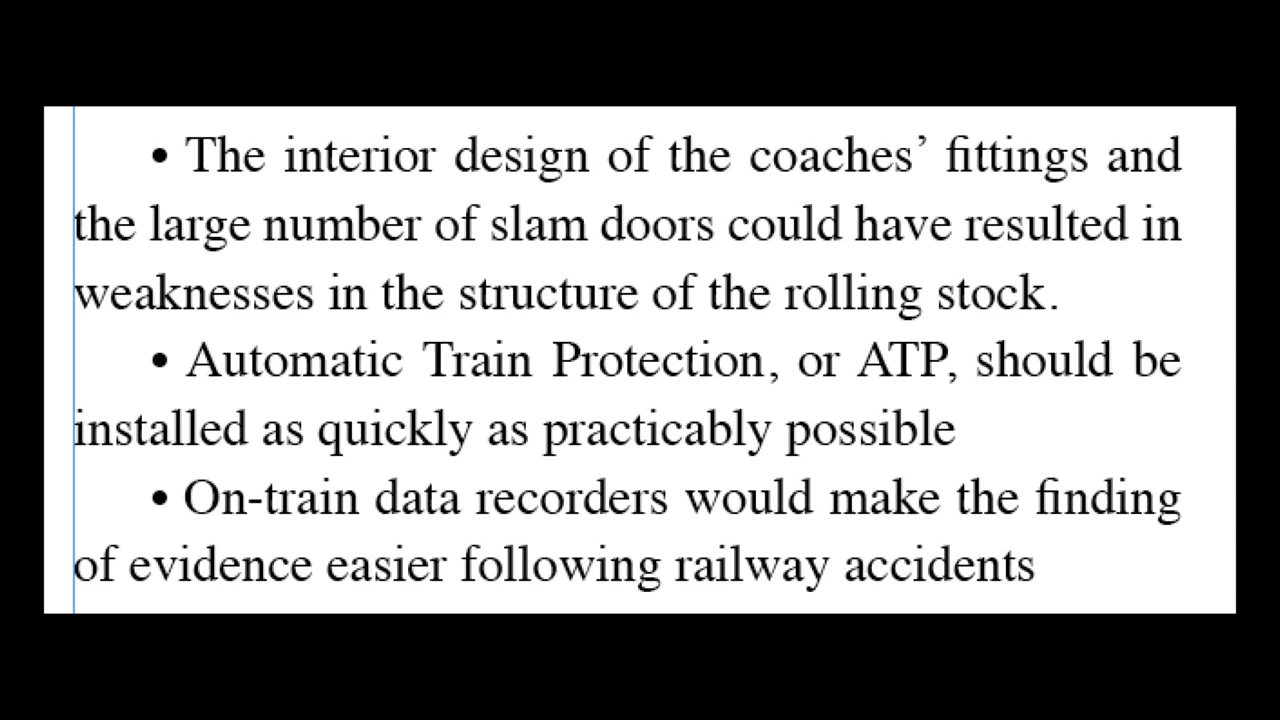 • The interior design of the coaches’ fittings and
the large number of slam doors could have resulted in
weaknesses in the structure of the rolling stock.
• Automatic Train Protection, or ATP, should be
installed as quickly as practicably possible
• On-train data recorders would make the finding
of evidence easier following railway accidents